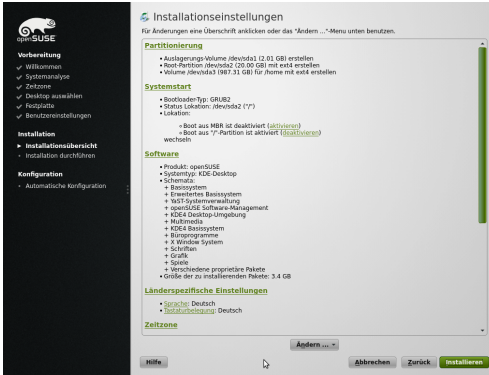 openSUSE
Vorbereitung
Willkommen
Systemanalyse
Zeitzone
Desktop auswählen
Festplatte
Benutzereinstellungen
Installation
Installationsübersicht
Installation durchführen
Konfiguration
Automatische Konfiguration
Installationseinstellungen
Für Änderungen eine Überschrift anklicken oder das "Ändern ..."-Menu unten benutzen.
Partitionierung
Auslagerungs-Volume /dev/sda1 (2.01 GB) erstellen
Root-Partition /dev/sda2 (20.00 GB) mit ext4 erstellen
Volume /dev/sda3 (987.31 GB) für /home mit ext4 erstellen
Systemstart
Bootloader-Typ: GRUB2
Status Lokation: /dev/sda2 ("/")
Lokation:
Boot aus MBR ist deaktiviert (aktivieren)
Boot aus "/"-Partition ist aktiviert (deaktivieren)
wechseln
Software
Produkt: openSUSE
Systemtyp: KDE-Desktop
Schemata:
+ Basissystem
+ Erweitertes Basissystem
+ YaST-Systemverwaltung
+ openSUSE Software-Management
+ KDE4 Desktop-Umgebung
+ Multimedia
+ KDE4 Basissystem
+ Büroprogramme
+ X Window System
+ Schriften
+ Grafik
+ Spiele
+ Verschiedene proprietäre Pakete
Größe der zu installierenden Pakete: 3.4 GB
Länderspezifische Einstellungen
Sprache: Deutsch
Tastaturbelegung: Deutsch
Zeitzone
Ändern ...
Hilfe
Abbrechen
Zurück
Installieren